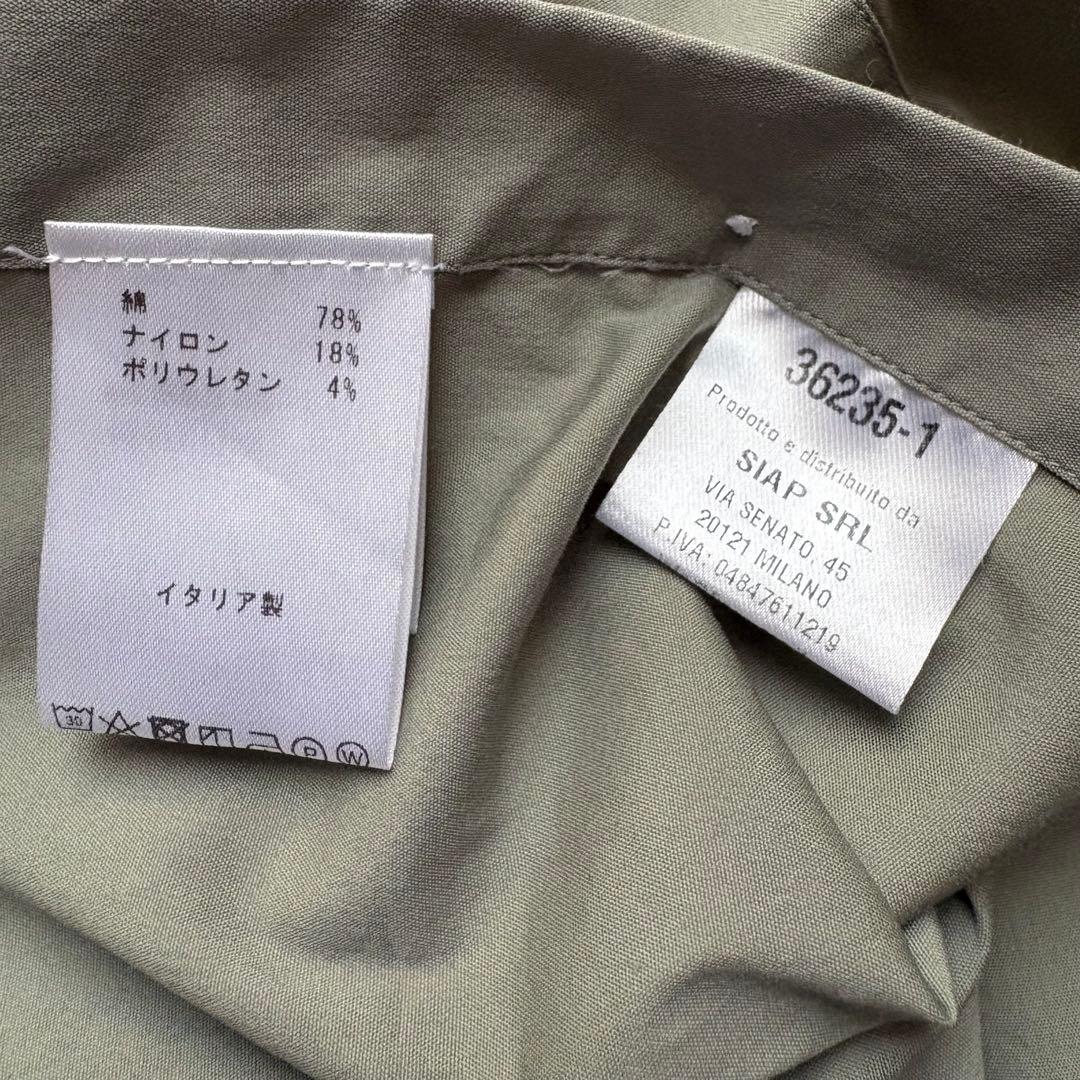 綿 78%
ナイロン 18%
ポリウレタン 4%
イタリア製
30
P W
36235-1
Prodotto e distribuito da
SIAP SRL
VIA SENATO, 45
20121 MILANO
P.IVA: 04847611219